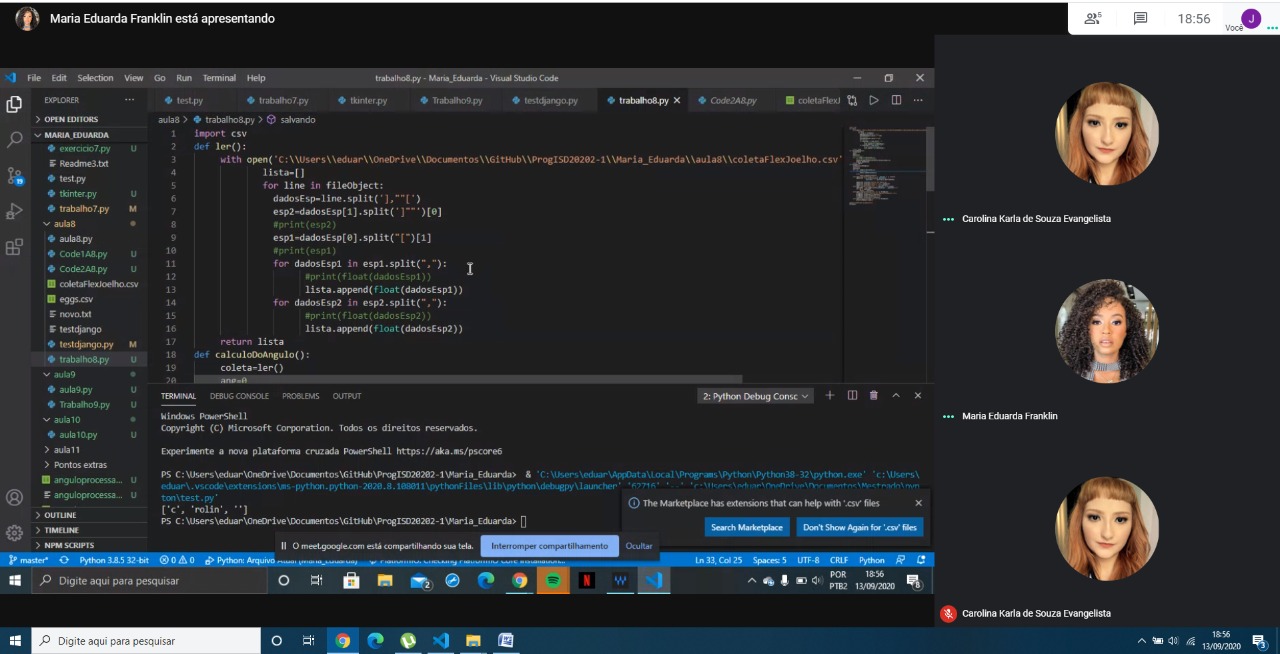 Maria Eduarda Franklin está apresentando
5
18:56
Você
J
File Edit Selection View Go Run Terminal Help
trabalho8.py - Maria_Eduarda - Visual Studio Code
EXPLORER
test.py trabalho7.py tkinter.py Trabalho9.py testdjango.py trabalho8.py Code2A8.py coletaFlexJ
OPEN EDITORS
aula8 > trabalho8.py > salvando
MARIA_EDUARDA
exercicio7.py U
Readme3.txt
test.py
tkinter.py U
trabalho7.py M
aula8
aula8.py
Code1A8.py U
Code2A8.py U
coletaFlexJoelho.csv
eggs.csv
novo.txt
testdjango
testdjango.py M
trabalho8.py U
aula9
aula9.py U
Trabalho9.py U
aula10
aula10.py U
aula11
Pontos extras
anguloprocessa... U
anguloprocessa... U
OUTLINE
TIMELINE
NPM SCRIPTS
1 import csv
2 def ler():
3 with open('C:\\Users\\eduar\\OneDrive\\Documentos\\GitHub\\ProgISD20202-1\\Maria_Eduarda\\aula8\\coletaFlexJoelho.csv'
4 lista=[]
5 for line in fileObject:
6 dadosEsp=line.split('],""[')
7 esp2=dadosEsp[1].split(']""')[0]
8 #print(esp2)
9 esp1=dadosEsp[0].split("[")[1]
10 #print(esp1)
11 for dadosEsp1 in esp1.split(","):
12 #print(float(dadosEsp1))
13 lista.append(float(dadosEsp1))
14 for dadosEsp2 in esp2.split(","):
15 #print(float(dadosEsp2))
16 lista.append(float(dadosEsp2))
17 return lista
18 def calculoDoAngulo():
19 coleta=ler()
20 ang=0
TERMINAL DEBUG CONSOLE PROBLEMS OUTPUT
2: Python Debug Consc
Windows PowerShell
Copyright (C) Microsoft Corporation. Todos os direitos reservados.
Experimente a nova plataforma cruzada PowerShell https://aka.ms/pscore6
PS C:\Users\eduar\OneDrive\Documentos\GitHub\ProgISD20202-1\Maria_Eduarda> & 'C:\Users\eduar\AppData\Local\Programs\Python\Python38-32\python.exe' 'c:\Users\
eduar\.vscode\extensions\ms-python.python-2020.8.108011\pythonFiles\lib\python\debugpy\launcher' '62716' '--'
ton\test.py'
['c', 'rolin', '']
PS C:\Users\eduar\OneDrive\Documentos\GitHub\ProgISD20202-1\Maria_Eduarda>
The Marketplace has extensions that can help with '.csv' files
Search Marketplace
Don't Show Again for '.csv' files
O meet.google.com está compartilhando sua tela.
Interromper compartilhamento
Ocultar
master* Python 3.8.5 32-bit 0 0 Python: Arquivo Atual (Maria_Eduarda)
Ln 33, Col 25 Spaces: 5 UTF-8 CRLF Python
Digite aqui para pesquisar
POR
PTB2
18:56
13/09/2020
Carolina Karla de Souza Evangelista
Maria Eduarda Franklin
Carolina Karla de Souza Evangelista
Digite aqui para pesquisar
18:56
13/09/2020
3